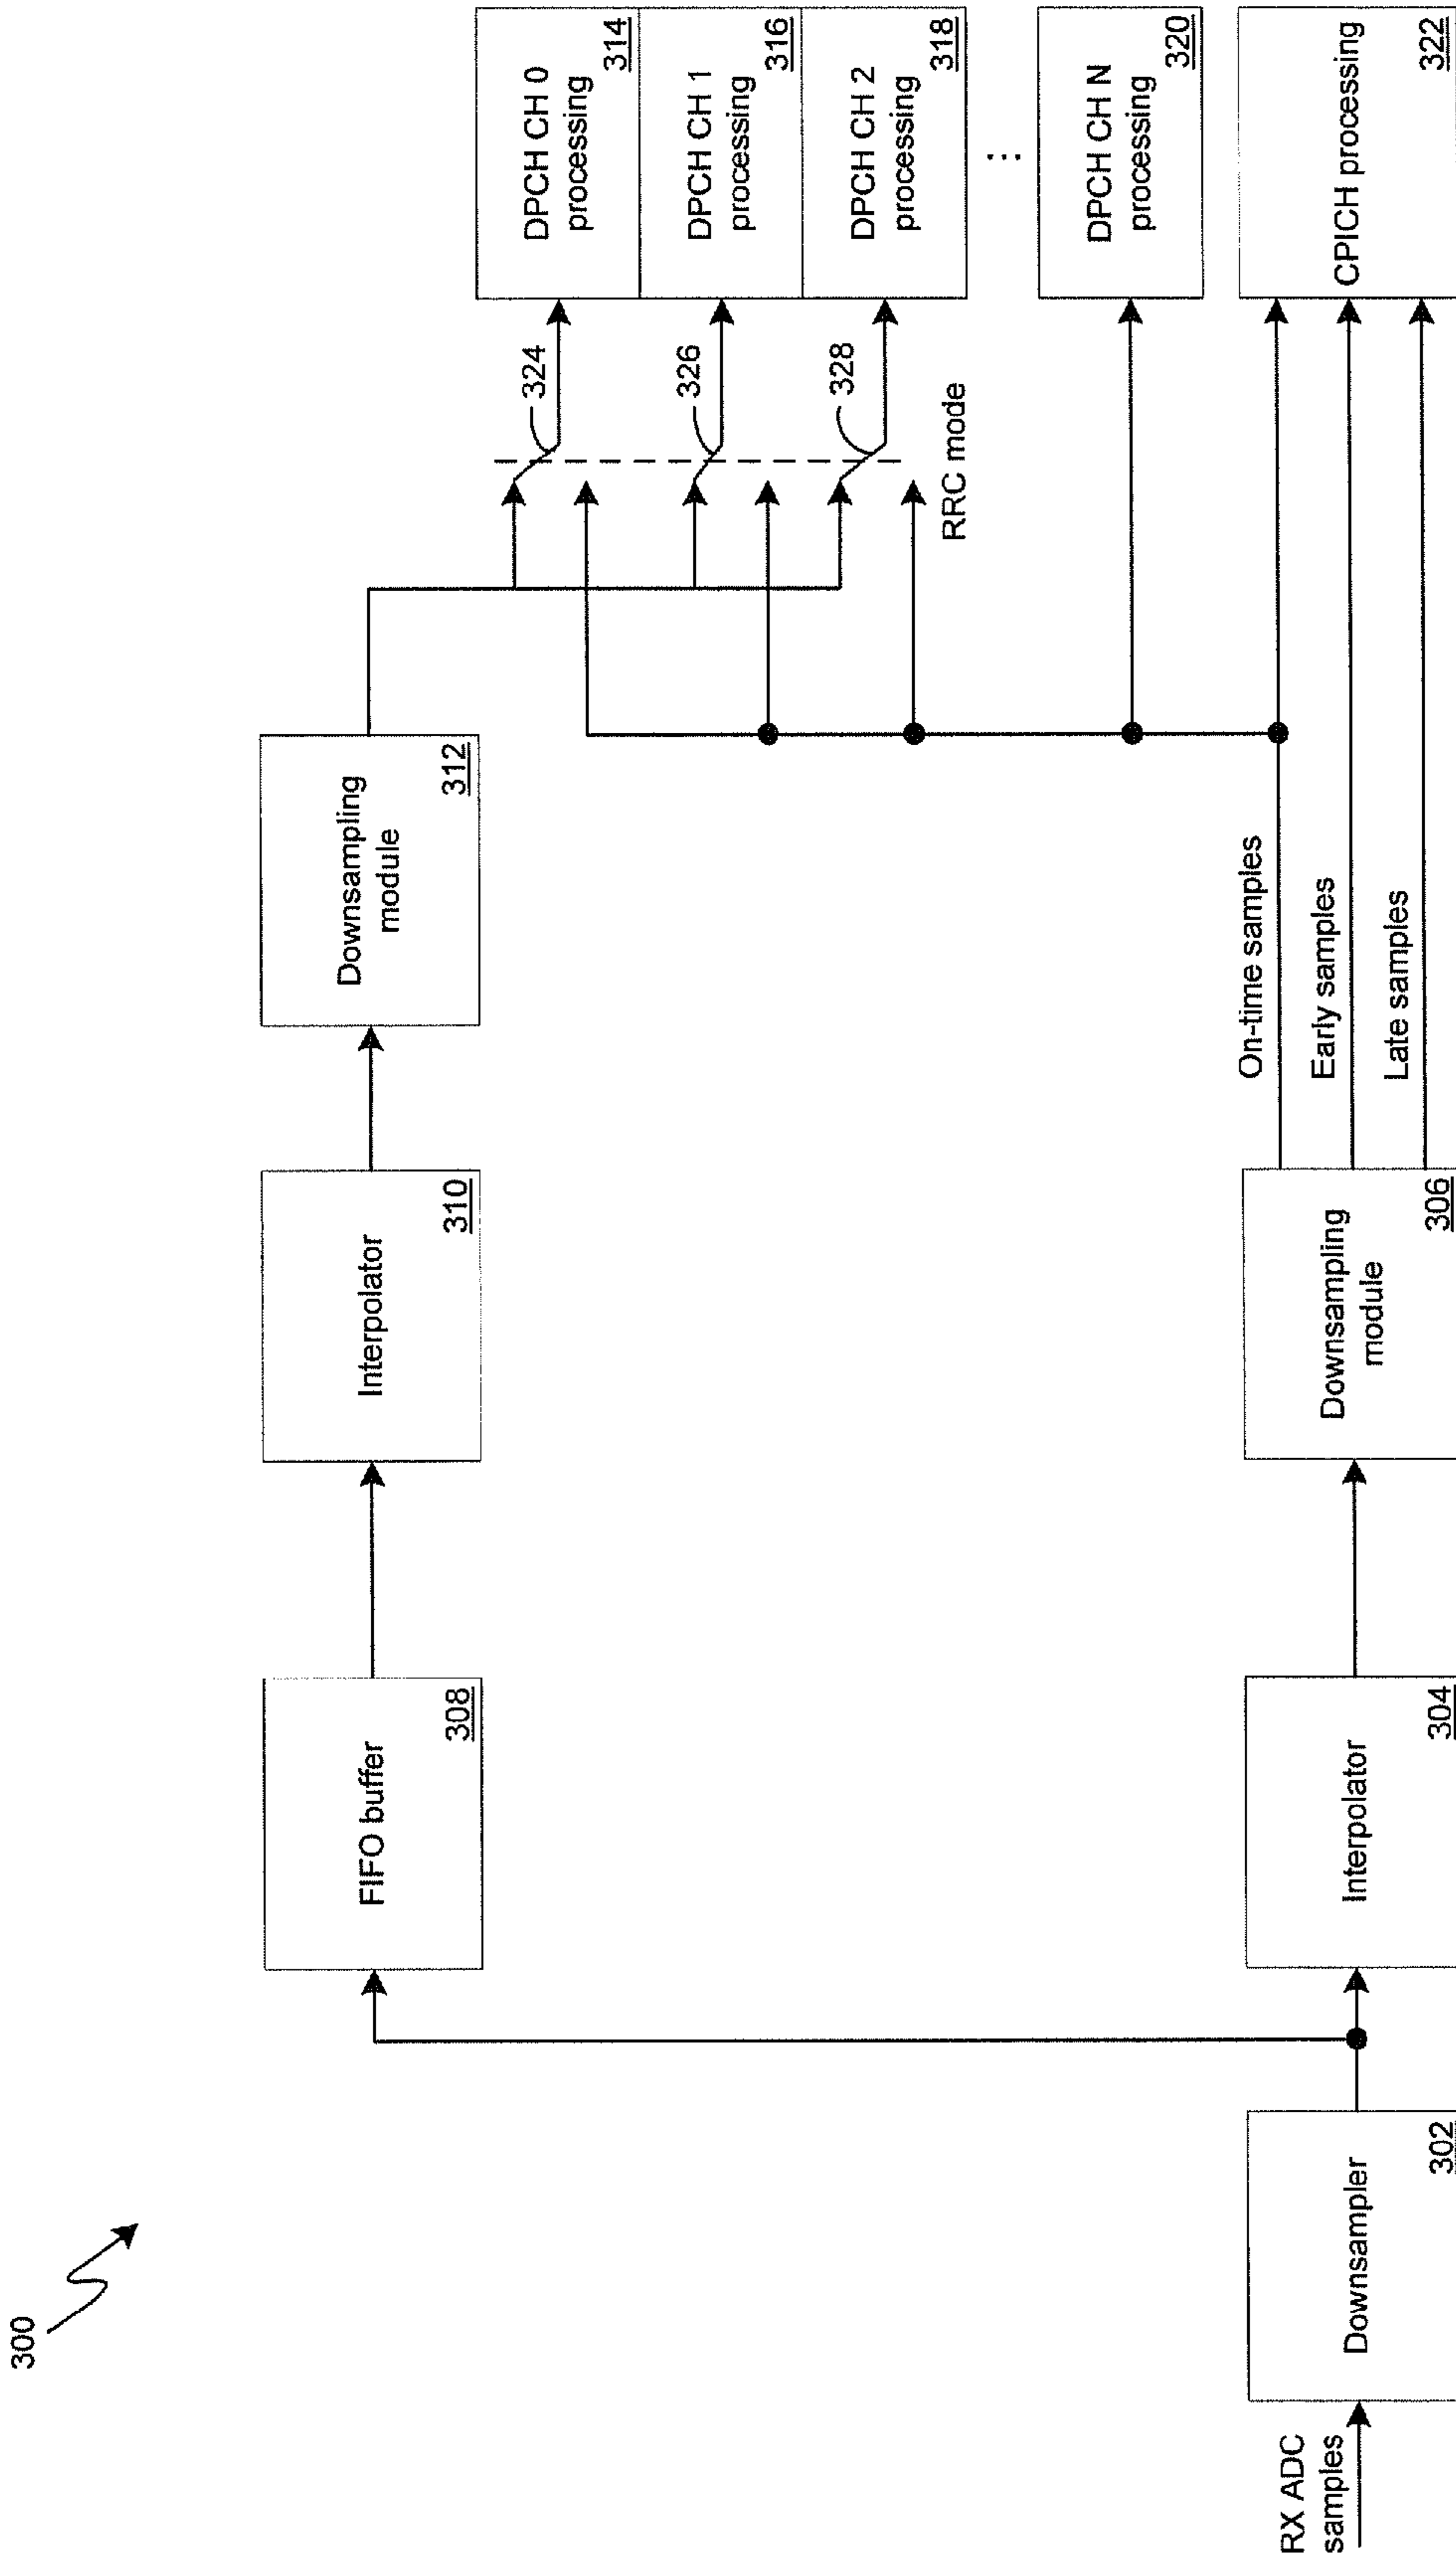 300
RX ADC
samples
Downsampler
302
FIFO buffer
308
Interpolator
304
Interpolator
310
Downsampling
module
306
Downsampling
module
312
On-time samples
Early samples
Late samples
324
326
328
RRC mode
DPCH CH 0
processing
314
DPCH CH 1
processing
316
DPCH CH 2
processing
318
...
DPCH CH N
processing
320
CPICH processing
322